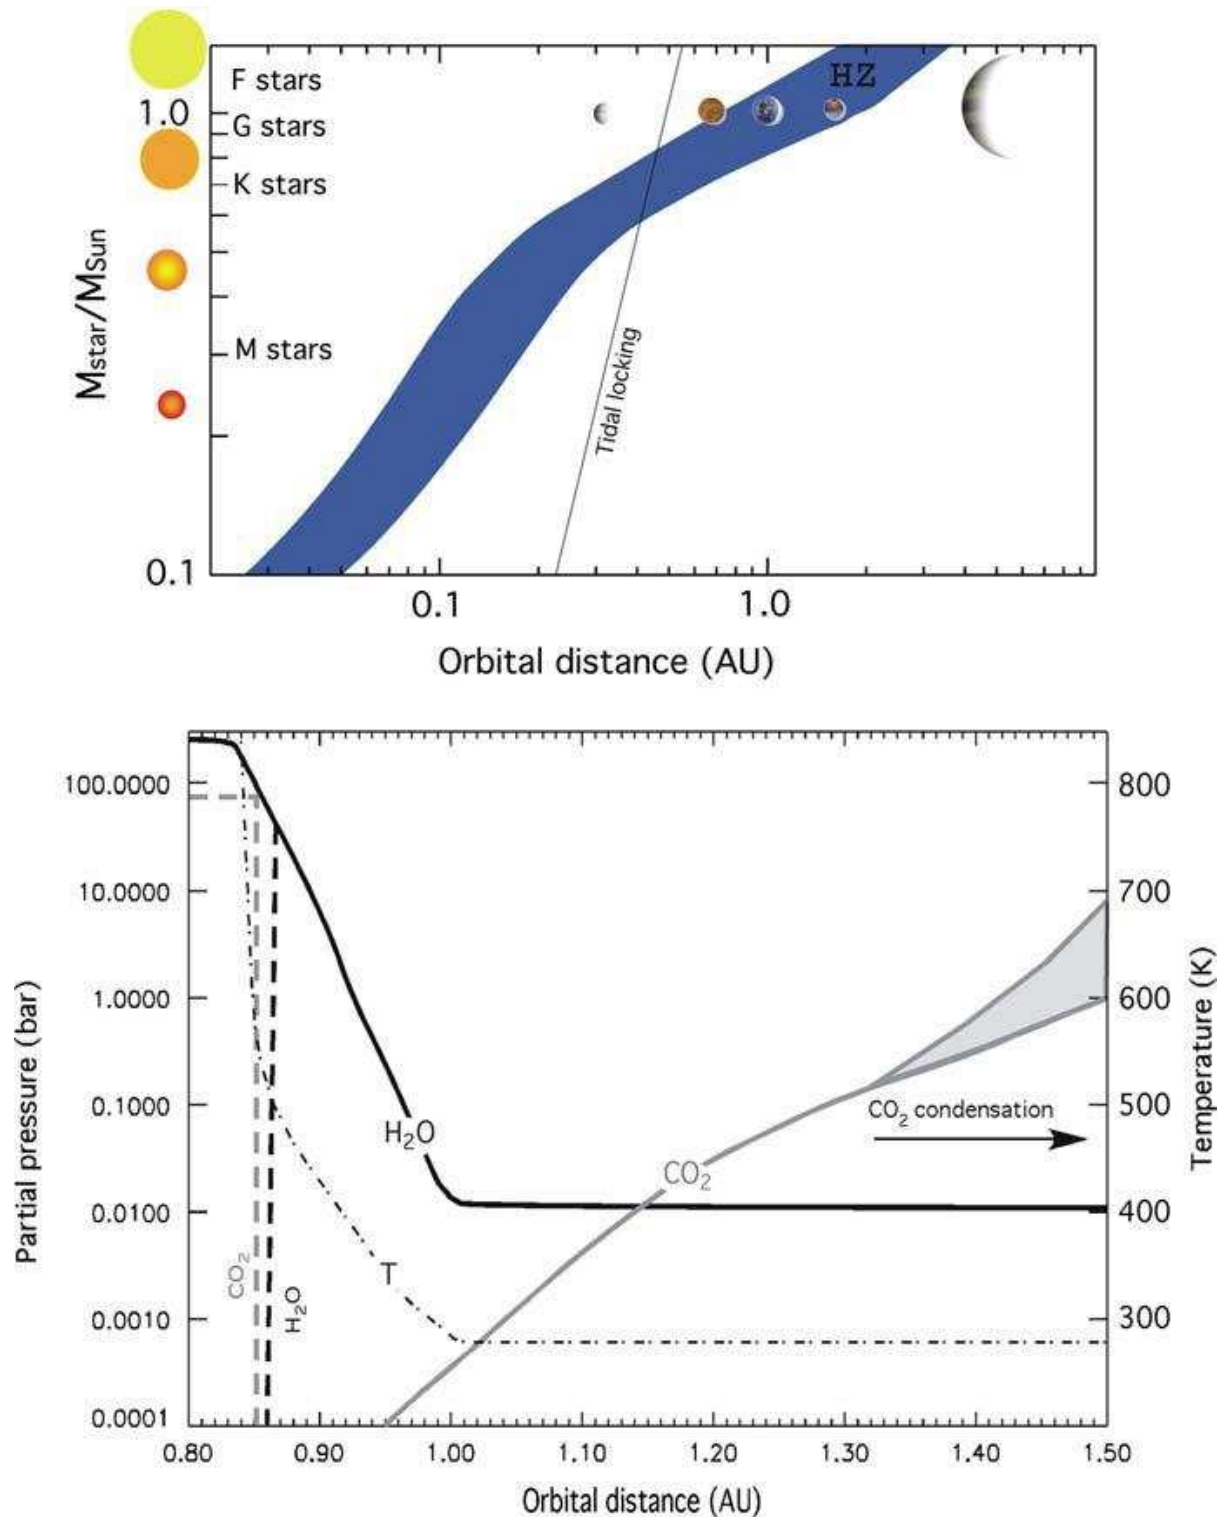 F stars
1.0
G stars
K stars
M stars
HZ
Tidal locking
Mstar/MSun
0.1
0.1 1.0
Orbital distance (AU)
100.0000 800
10.0000 700
1.0000 600
0.1000 500
0.0100 400
0.0010 300
0.0001
Partial pressure (bar)
Temperature (K)
H₂O
CO₂
CO₂ condensation
T
CO₂
H₂O
0.80 0.90 1.00 1.10 1.20 1.30 1.40 1.50
Orbital distance (AU)